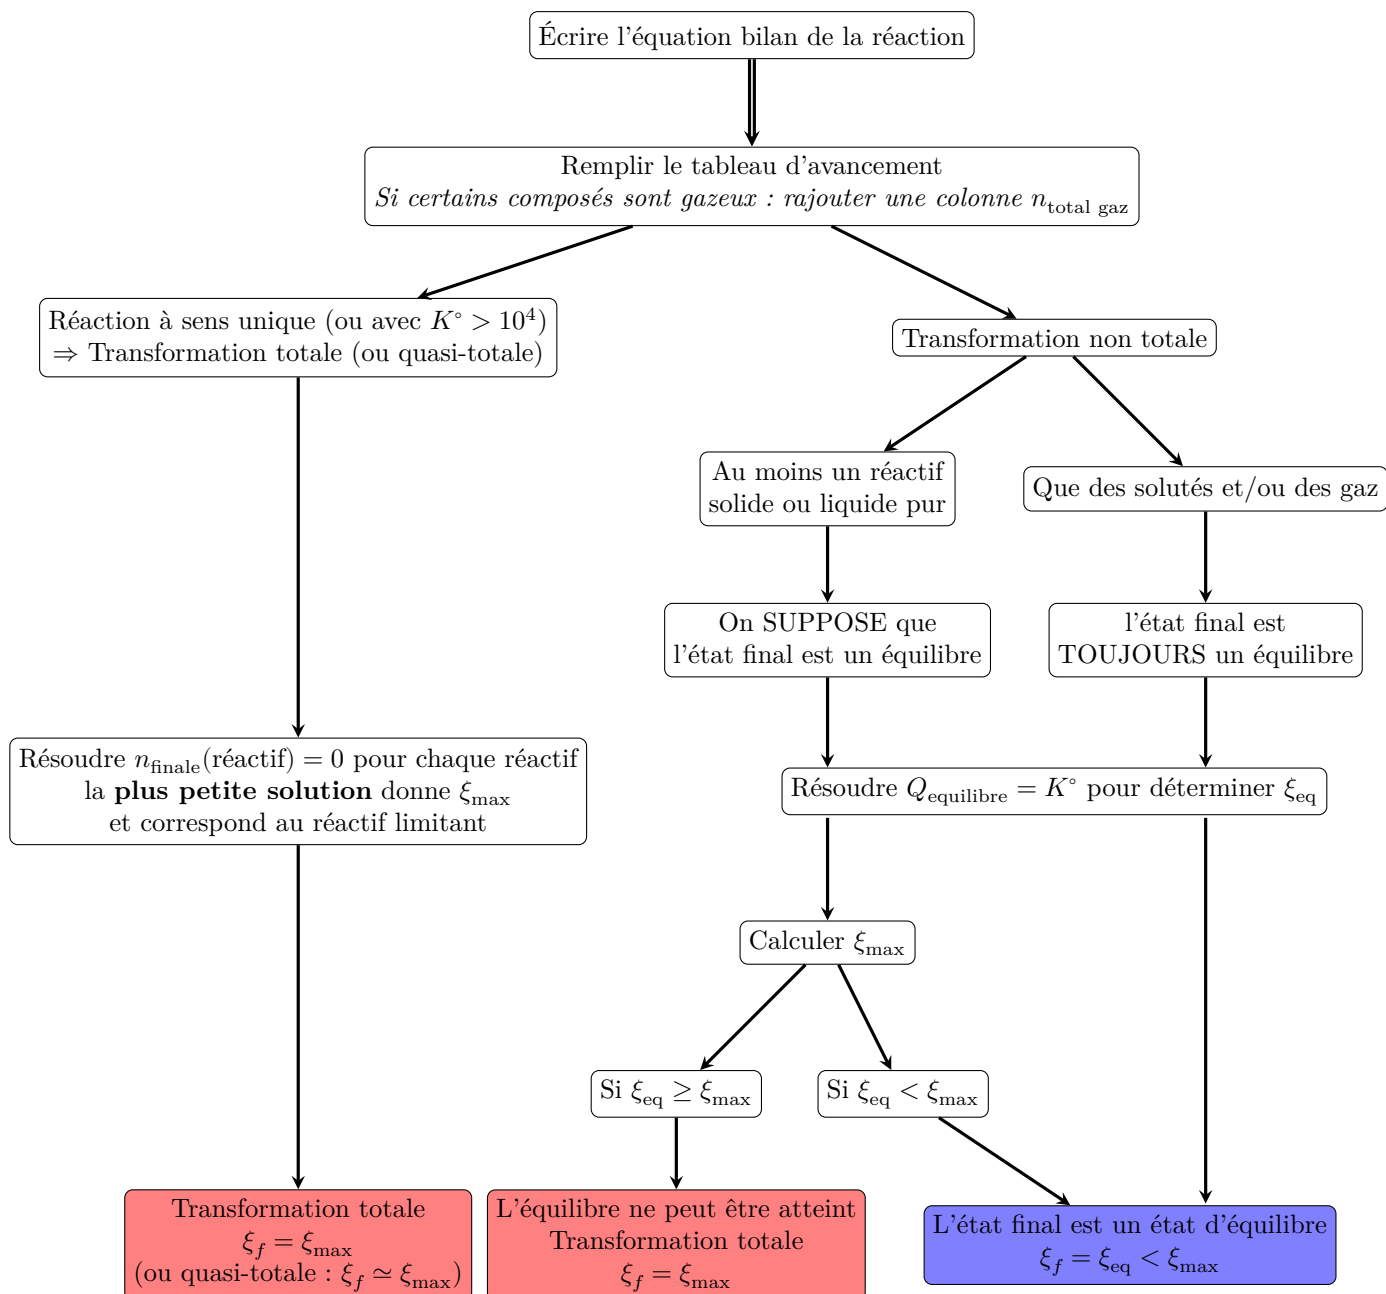 Écrire l'équation bilan de la réaction
Remplir le tableau d'avancement
Si certains composés sont gazeux : rajouter une colonne n_total gaz
Réaction à sens unique (ou avec K° > 10⁴)
⇒ Transformation totale (ou quasi-totale)
Transformation non totale
Au moins un réactif
solide ou liquide pur
Que des solutés et/ou des gaz
On SUPPOSE que
l'état final est un équilibre
l'état final est
TOUJOURS un équilibre
Résoudre n_finale(réactif) = 0 pour chaque réactif
la plus petite solution donne ξ_max
et correspond au réactif limitant
Résoudre Q_equilibre = K° pour déterminer ξ_eq
Calculer ξ_max
Si ξ_eq ≥ ξ_max
Si ξ_eq < ξ_max
Transformation totale
ξ_f = ξ_max
(ou quasi-totale : ξ_f ≃ ξ_max)
L'équilibre ne peut être atteint
Transformation totale
ξ_f = ξ_max
L'état final est un état d'équilibre
ξ_f = ξ_eq < ξ_max